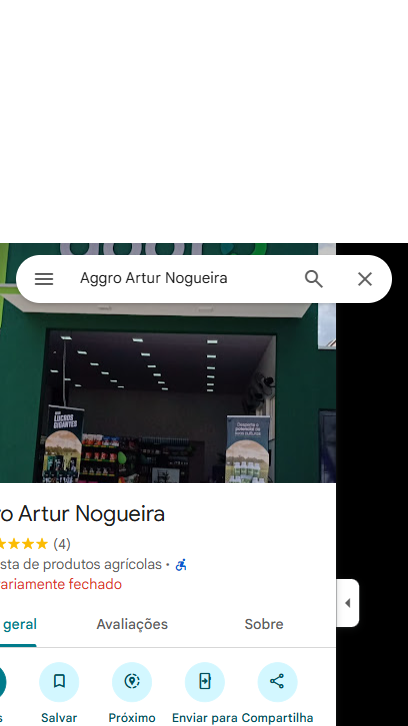 Aggro Artur Nogueira
LUCROS
GIGANTES
ro Artur Nogueira
(4)
sta de produtos agrícolas ·
ariamente fechado
geral Avaliações Sobre
s Salvar Próximo Enviar para Compartilha